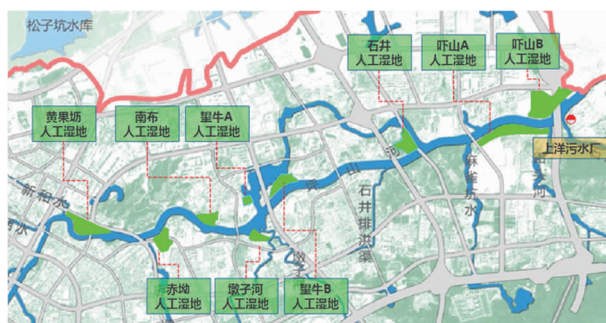 松子坑水库
石井
人工湿地
吓山A
人工湿地
吓山B
人工湿地
黄果坜
人工湿地
南布
人工湿地
望牛A
人工湿地
上洋污水厂
新和水
坪山河
石井排洪渠
麻雀坑水
赤坳
人工湿地
墩子河
人工湿地
望牛B
人工湿地